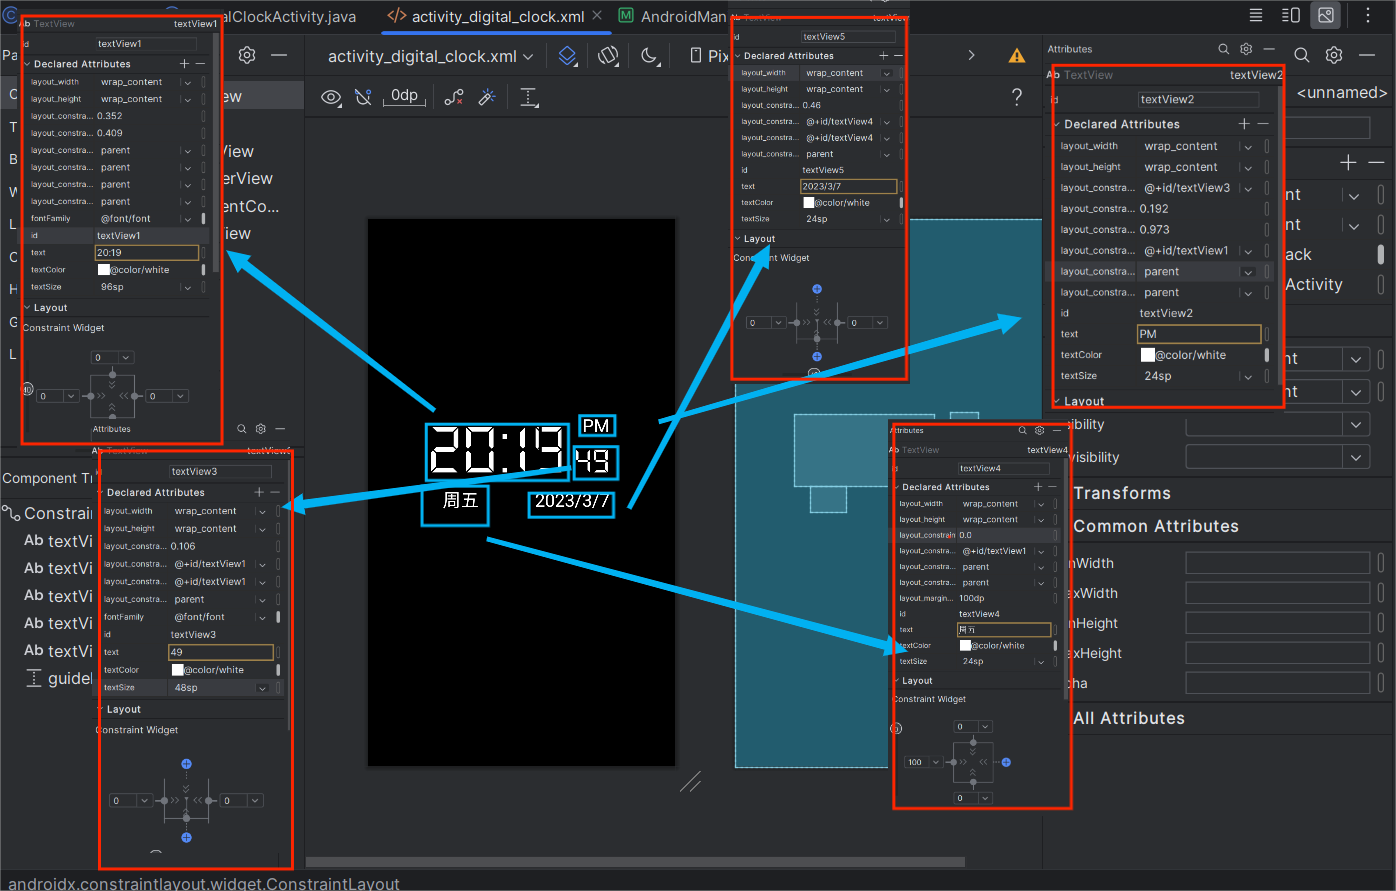 alClockActivity.java
activity_digital_clock.xml
AndroidMan
Ab TextView textView1
id textView1
Declared Attributes
layout_width wrap_content
layout_height wrap_content
layout_constra... 0.352
layout_constra... 0.409
layout_constra... parent
layout_constra... parent
layout_constra... parent
layout_constra... parent
fontFamily @font/font
id textView1
text 20:19
textColor @color/white
textSize 96sp
Layout
Constraint Widget
0
0
0
Pa
C
T
B
W
L
C
H
G
L
ew
View
erView
entCo...
iew
activity_digital_clock.xml
Pix
0dp
?
Ab TextView textView5
id textView5
Declared Attributes
layout_width wrap_content
layout_height wrap_content
layout_constra... 0.46
layout_constra... @+id/textView4
layout_constra... @+id/textView4
layout_constra... parent
id textView5
text 2023/3/7
textColor @color/white
textSize 24sp
Layout
Constraint Widget
0
0
Attributes
Ab TextView textView2
id textView2
Declared Attributes
layout_width wrap_content
layout_height wrap_content
layout_constra... @+id/textView3
layout_constra... 0.192
layout_constra... 0.973
layout_constra... @+id/textView1
layout_constra... parent
layout_constra... parent
id textView2
text PM
textColor @color/white
textSize 24sp
Layout
<unnamed>
nt
nt
ack
Activity
nt
nt
20:19
PM
49
周五
2023/3/7
Attributes
Ab TextView
id textView3
Declared Attributes
layout_width wrap_content
layout_height wrap_content
layout_constra... 0.106
layout_constra... @+id/textView1
layout_constra... @+id/textView1
layout_constra... parent
fontFamily @font/font
id textView3
text 49
textColor @color/white
textSize 48sp
Layout
Constraint Widget
0
0
Component Tr
Constrain
Ab textVi
Ab textVi
Ab textVi
Ab textVi
Ab textVi
guidel
Attributes
Ab TextView textView4
id textView4
Declared Attributes
layout_width wrap_content
layout_height wrap_content
layout_constrain 0.0
layout_constra... @+id/textView1
layout_constra... parent
layout_constra... parent
layout_margin... 100dp
id textView4
text 周五
textColor @color/white
textSize 24sp
Layout
Constraint Widget
0
100
0
ibility
visibility
Transforms
Common Attributes
nWidth
axWidth
nHeight
axHeight
ha
All Attributes
androidx.constraintlayout.widget.ConstraintLayout